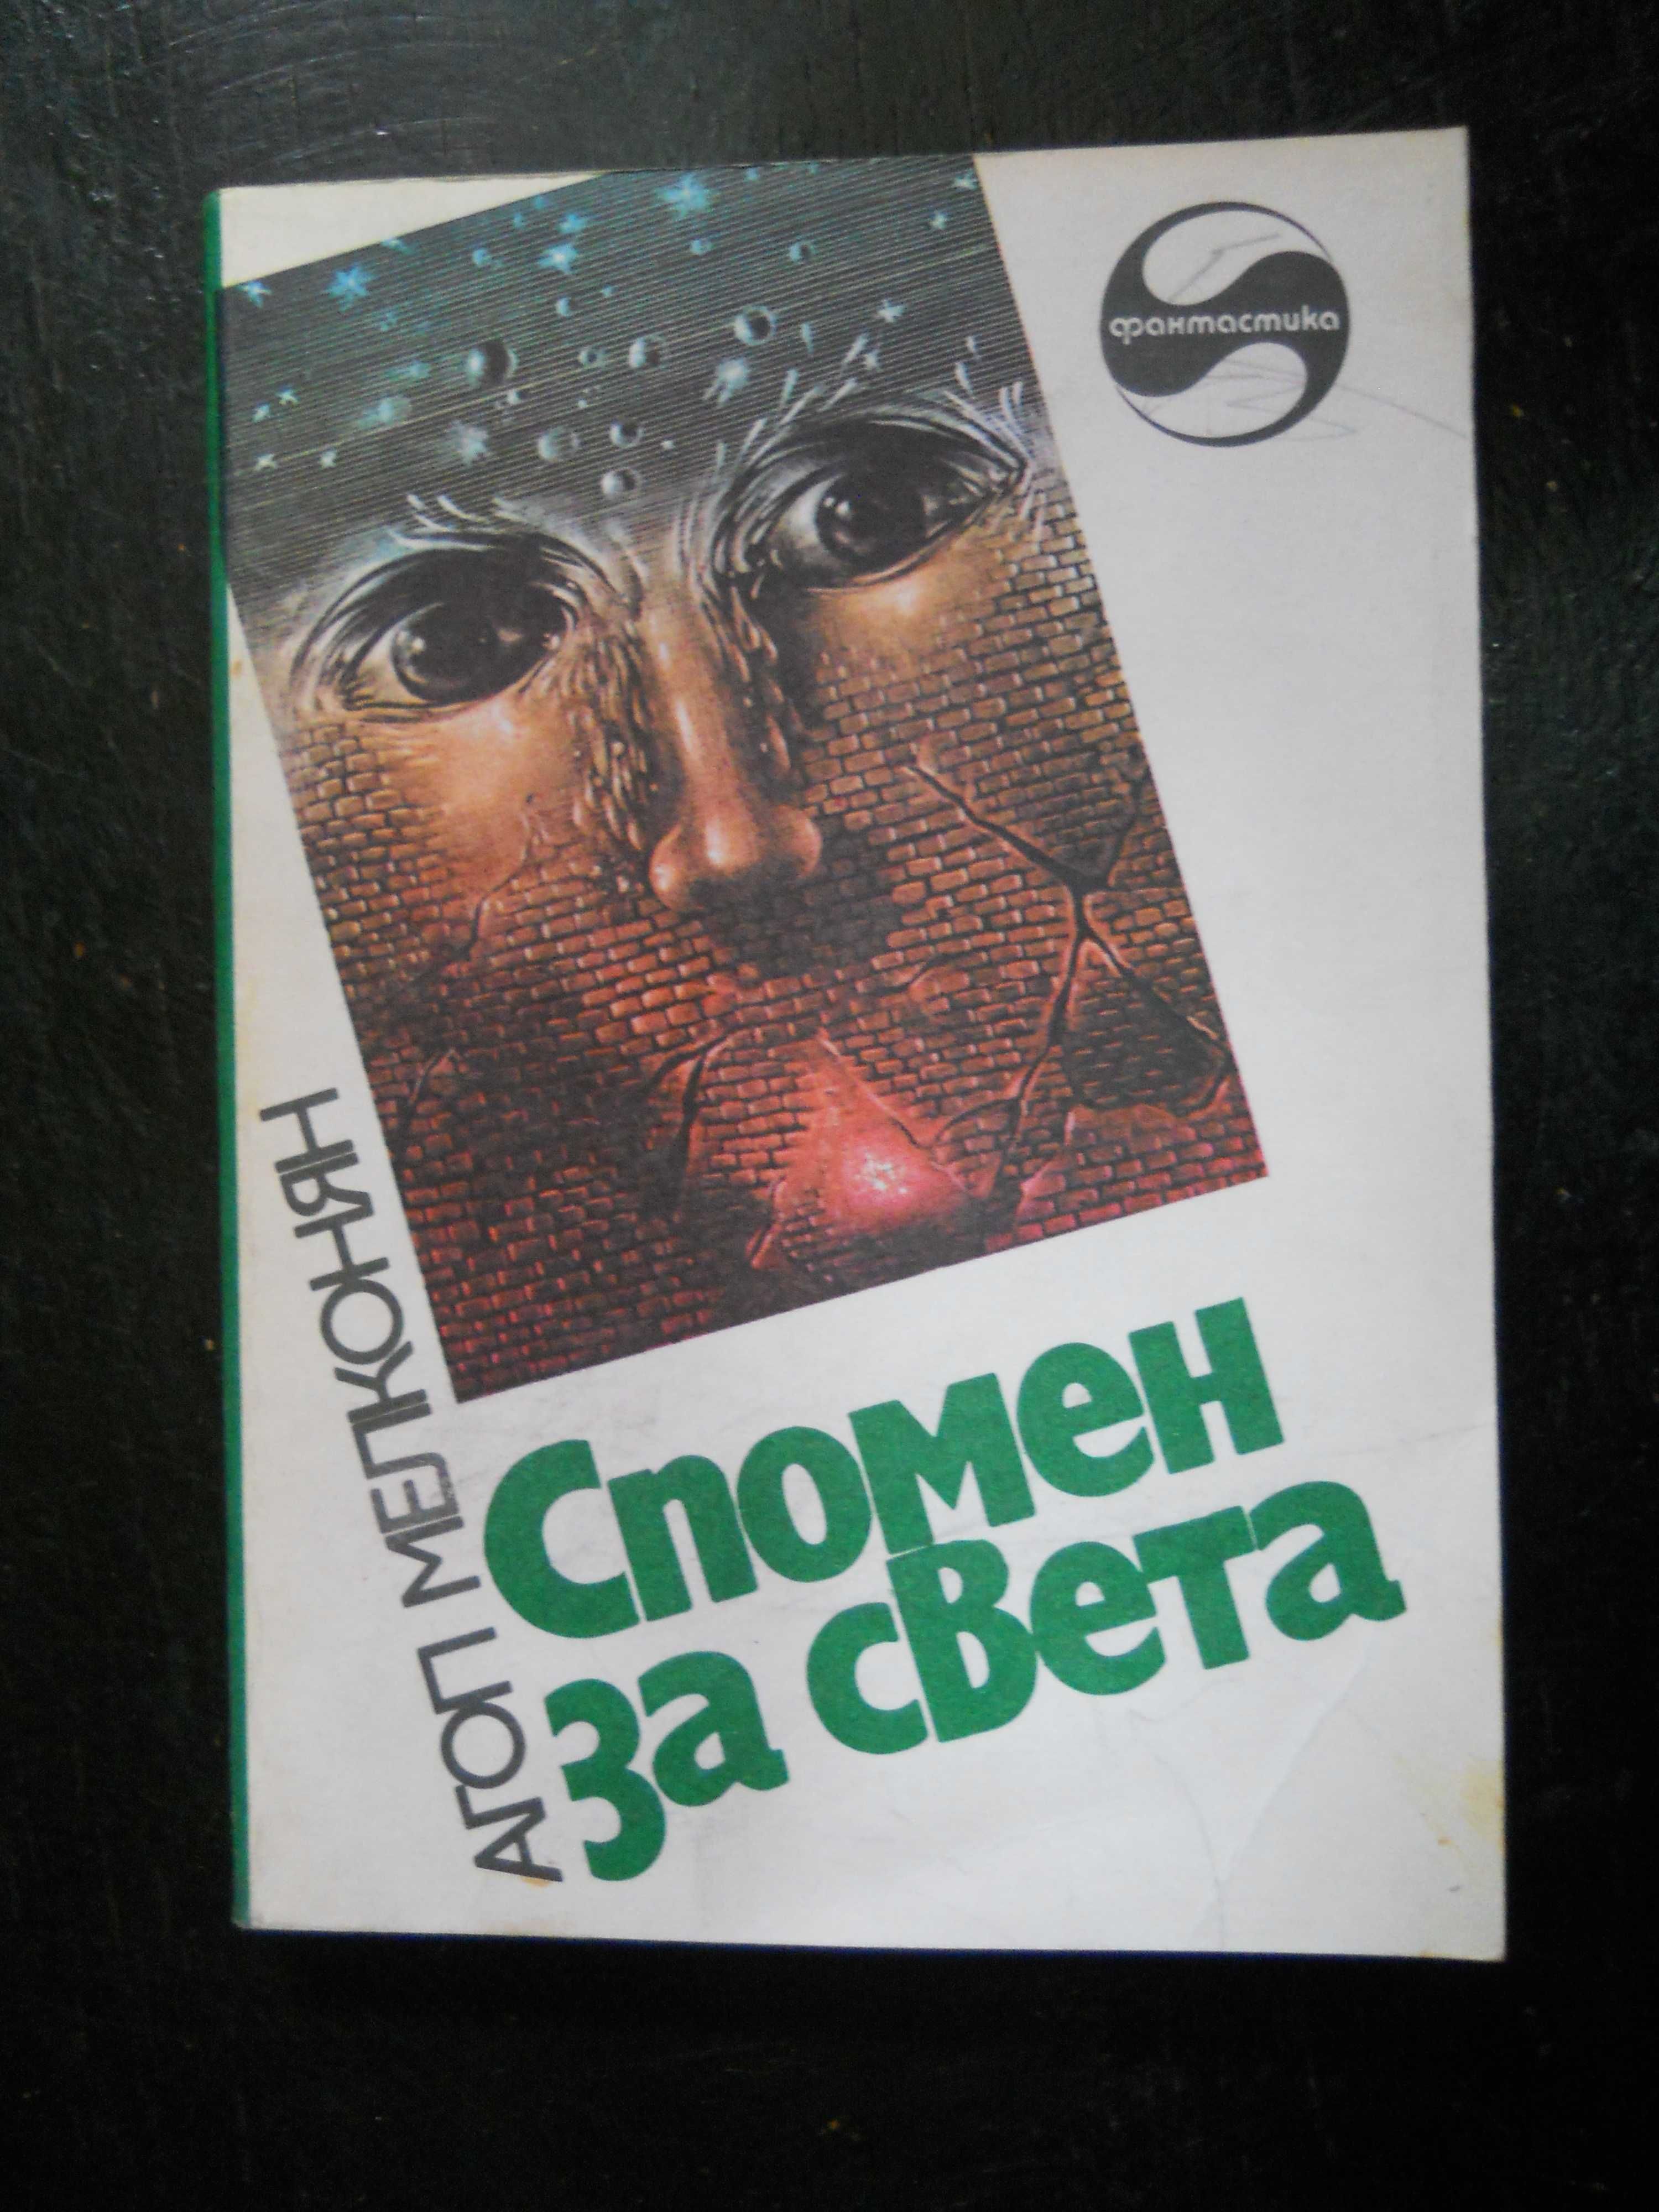 фантастика
АГОП МЕЛКОНЯН
Спомен
за света